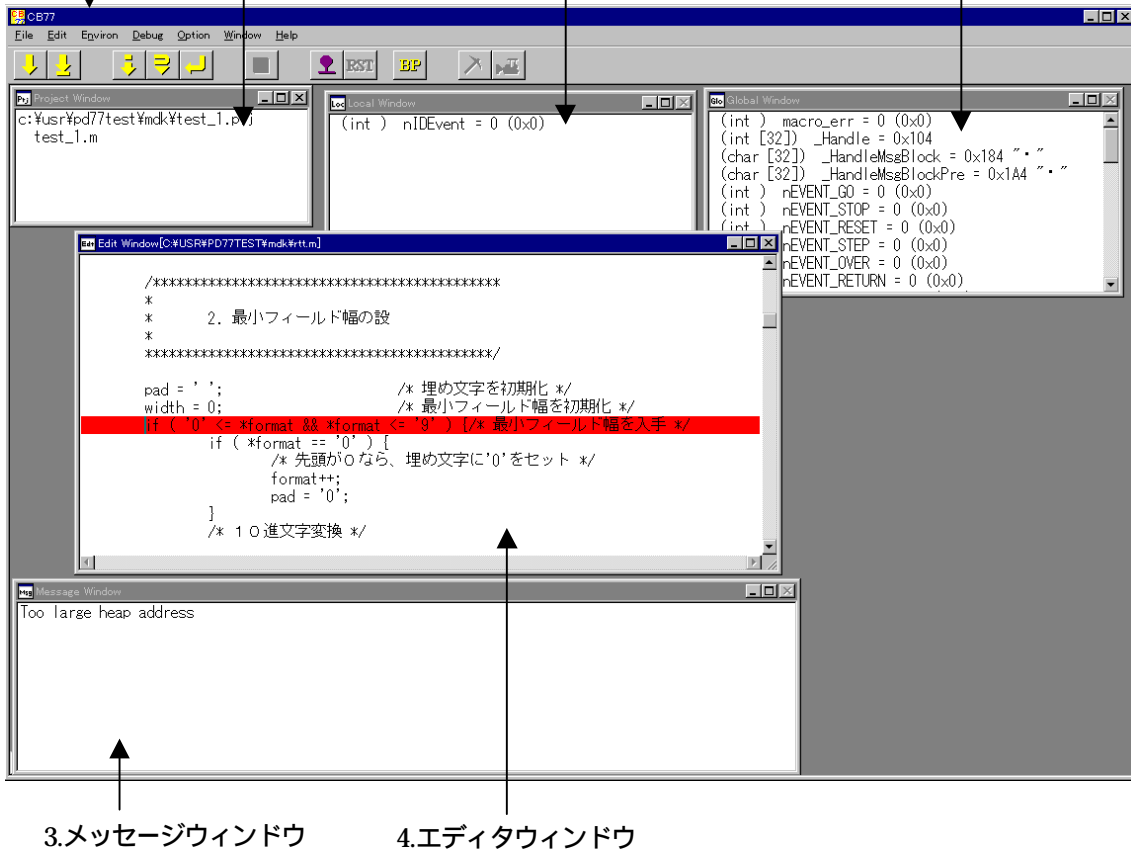 CB77
File Edit Environ Debug Option Window Help
RST BP
Project Window
c:¥usr¥pd77test¥mdk¥test_1.prj
test_1.m
Local Window
(int ) nIDEvent = 0 (0x0)
Global Window
(int ) macro_err = 0 (0x0)
(int [32]) _Handle = 0x104
(char [32]) _HandleMsgBlock = 0x184 "・"
(char [32]) _HandleMsgBlockPre = 0x1A4 "・"
(int ) nEVENT_GO = 0 (0x0)
(int ) nEVENT_STOP = 0 (0x0)
(int ) nEVENT_RESET = 0 (0x0)
nEVENT_STEP = 0 (0x0)
nEVENT_OVER = 0 (0x0)
nEVENT_RETURN = 0 (0x0)
Edit Window[C:¥USR¥PD77TEST¥mdk¥rtt.m]
/********************************************
*
* 2. 最小フィールド幅の設
*
********************************************/
pad = ' '; /* 埋め文字を初期化 */
width = 0; /* 最小フィールド幅を初期化 */
if ( '0' <= *format && *format <= '9' ) {/* 最小フィールド幅を入手 */
if ( *format == '0' ) {
/* 先頭が０なら、埋め文字に'0'をセット */
format++;
pad = '0';
}
/* １０進文字変換 */
Message Window
Too large heap address
3.メッセージウィンドウ
4.エディタウィンドウ